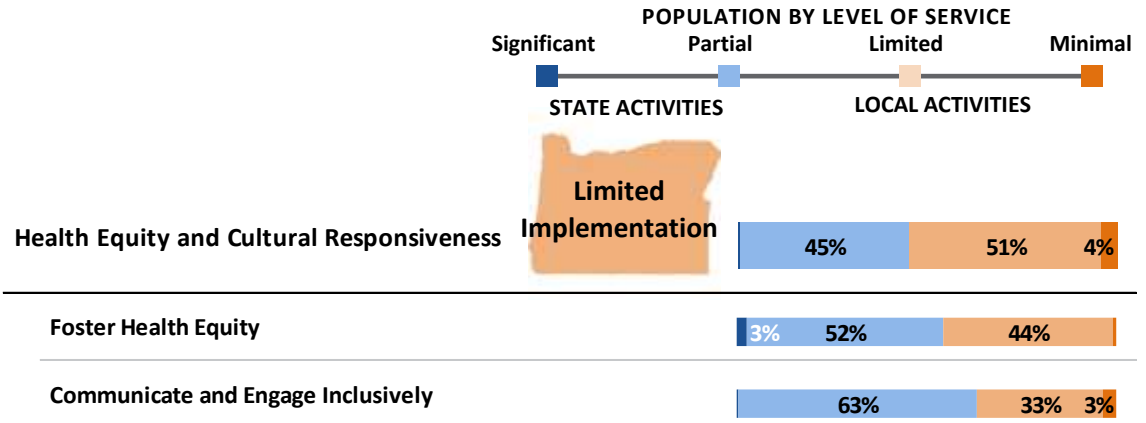 POPULATION BY LEVEL OF SERVICE
Significant Partial Limited Minimal
STATE ACTIVITIES LOCAL ACTIVITIES
Limited
Implementation
Health Equity and Cultural Responsiveness 45% 51% 4%
Foster Health Equity 3% 52% 44%
Communicate and Engage Inclusively 63% 33% 3%